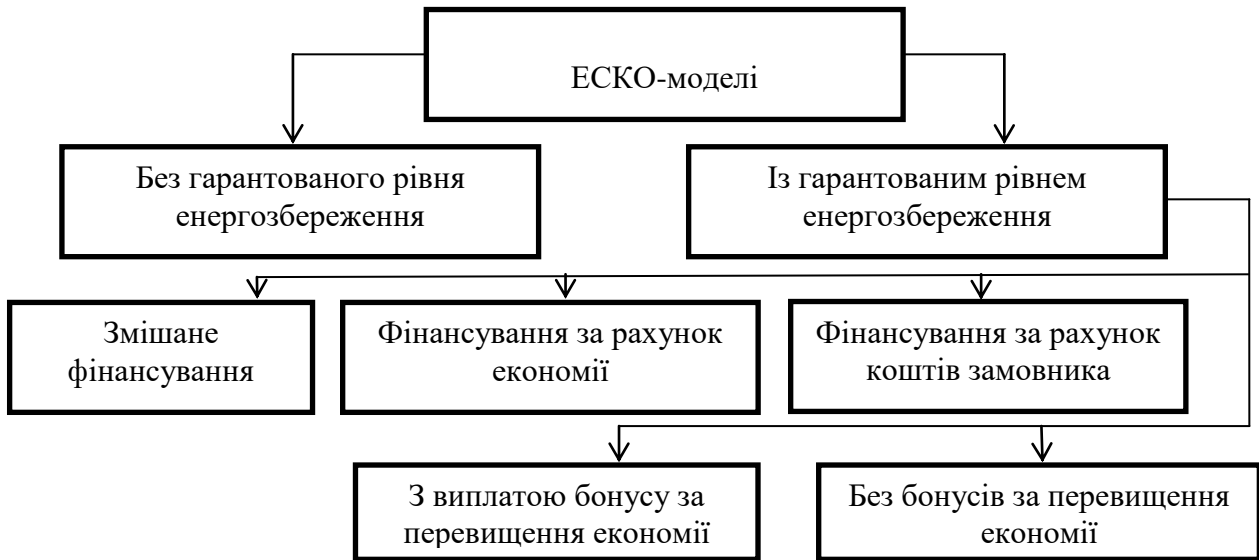 ЕСКО-моделі
Без гарантованого рівня
енергозбереження
Із гарантованим рівнем
енергозбереження
Змішане
фінансування
Фінансування за рахунок
економії
Фінансування за рахунок
коштів замовника
З виплатою бонусу за
перевищення економії
Без бонусів за перевищення
економії